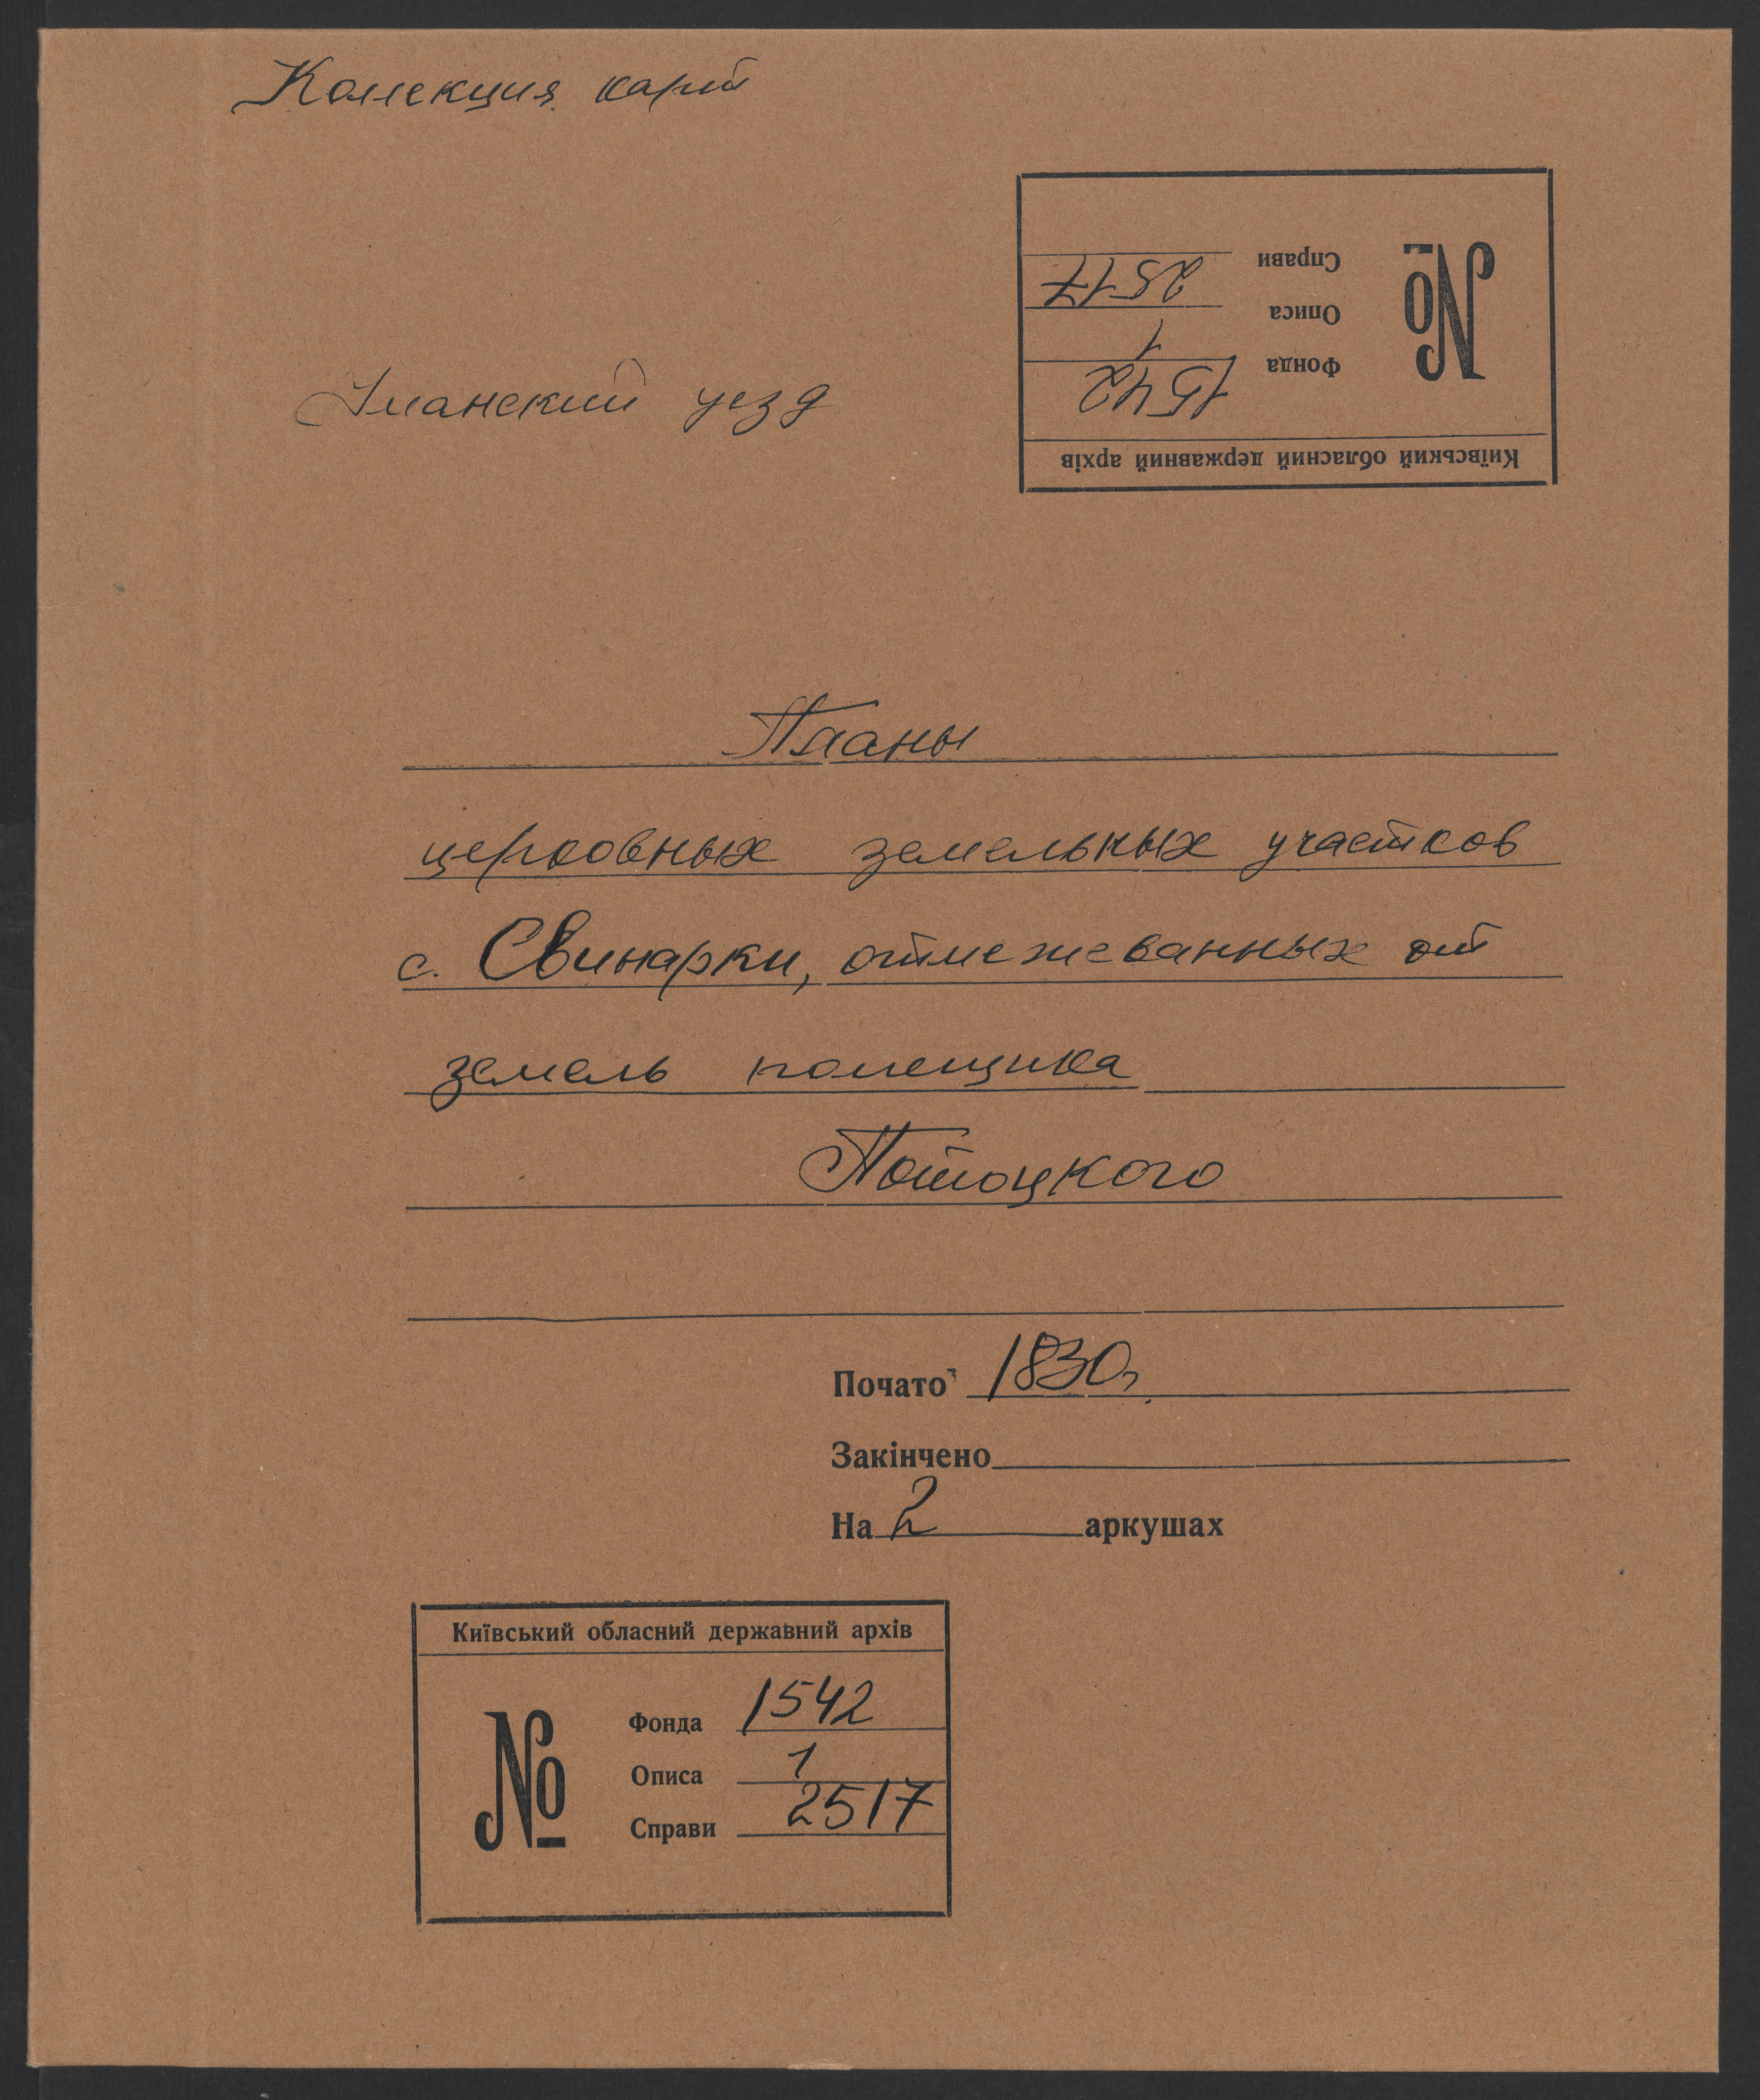 Колекция карт
№
Справи 2517
Описа 1
Фонда 1542
Київський обласний державний архів
Уманский уезд
Планы
церковных земельных участков
с. Свинарки, отмежеванных от
земель помещика
Потоцкого
Почато 1830г.
Закінчено
На 2 аркушах
Київський обласний державний архів
№
Фонда 1542
Описа 1
Справи 2517